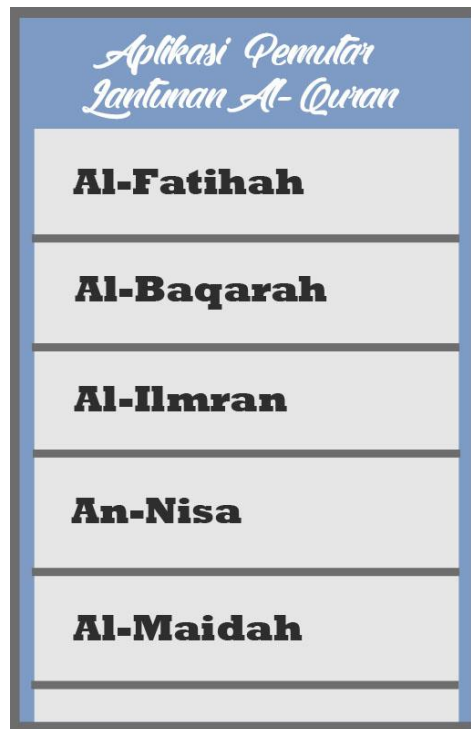 Aplikasi Pemutar
Lantunan Al-Quran
Al-Fatihah
Al-Baqarah
Al-Ilmran
An-Nisa
Al-Maidah